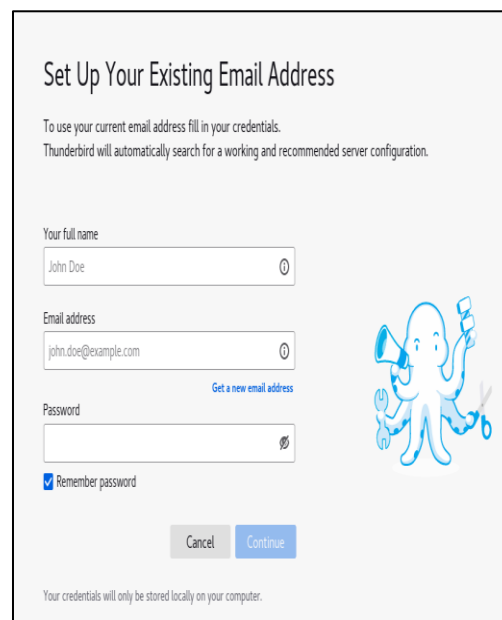 Set Up Your Existing Email Address
To use your current email address fill in your credentials.
Thunderbird will automatically search for a working and recommended server configuration.
Your full name
John Doe
Email address
john.doe@example.com
Get a new email address
Password
Remember password
Cancel Continue
Your credentials will only be stored locally on your computer.